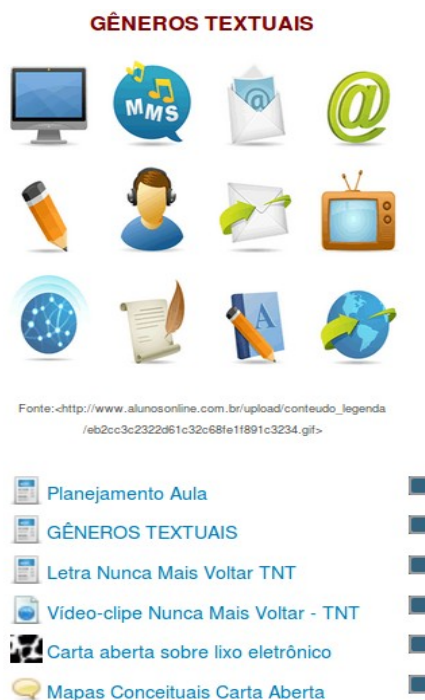 GÊNEROS TEXTUAIS
MMS
@
@
A
Fonte:<http://www.alunosonline.com.br/upload/conteudo_legenda
/eb2cc3c2322d61c32c68fe1f1891c3234.gif>
Planejamento Aula
GÊNEROS TEXTUAIS
Letra Nunca Mais Voltar TNT
Vídeo-clipe Nunca Mais Voltar - TNT
Carta aberta sobre lixo eletrônico
Mapas Conceituais Carta Aberta